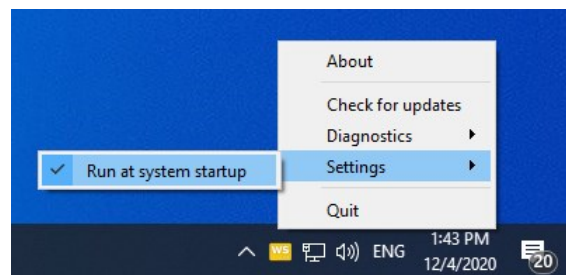 About
Check for updates
Diagnostics
Run at system startup
Settings
Quit
WS
ENG
1:43 PM
12/4/2020
20